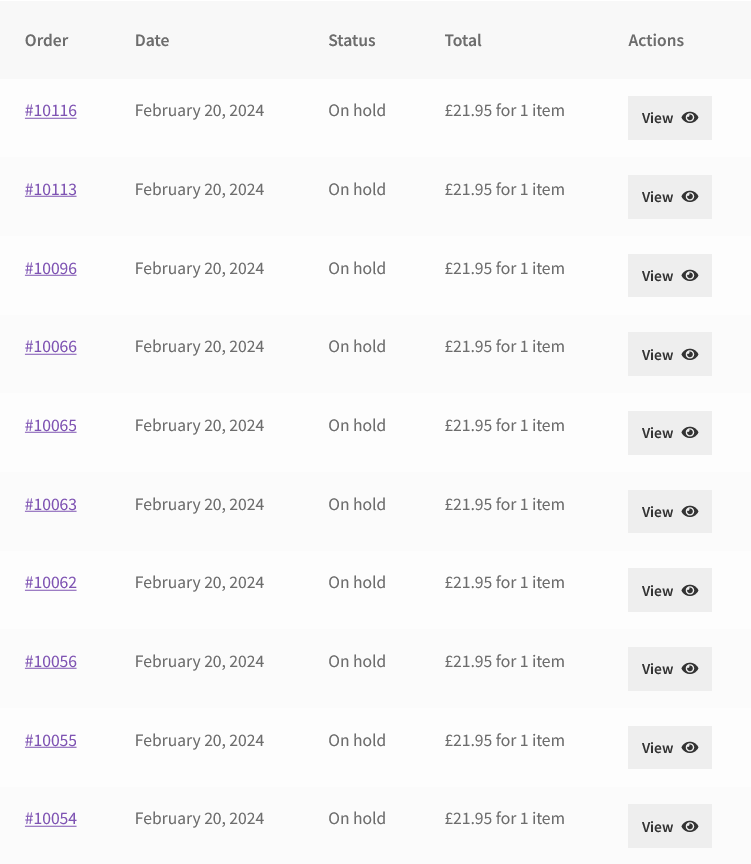 Order Date Status Total Actions
#10116 February 20, 2024 On hold £21.95 for 1 item View
#10113 February 20, 2024 On hold £21.95 for 1 item View
#10096 February 20, 2024 On hold £21.95 for 1 item View
#10066 February 20, 2024 On hold £21.95 for 1 item View
#10065 February 20, 2024 On hold £21.95 for 1 item View
#10063 February 20, 2024 On hold £21.95 for 1 item View
#10062 February 20, 2024 On hold £21.95 for 1 item View
#10056 February 20, 2024 On hold £21.95 for 1 item View
#10055 February 20, 2024 On hold £21.95 for 1 item View
#10054 February 20, 2024 On hold £21.95 for 1 item View